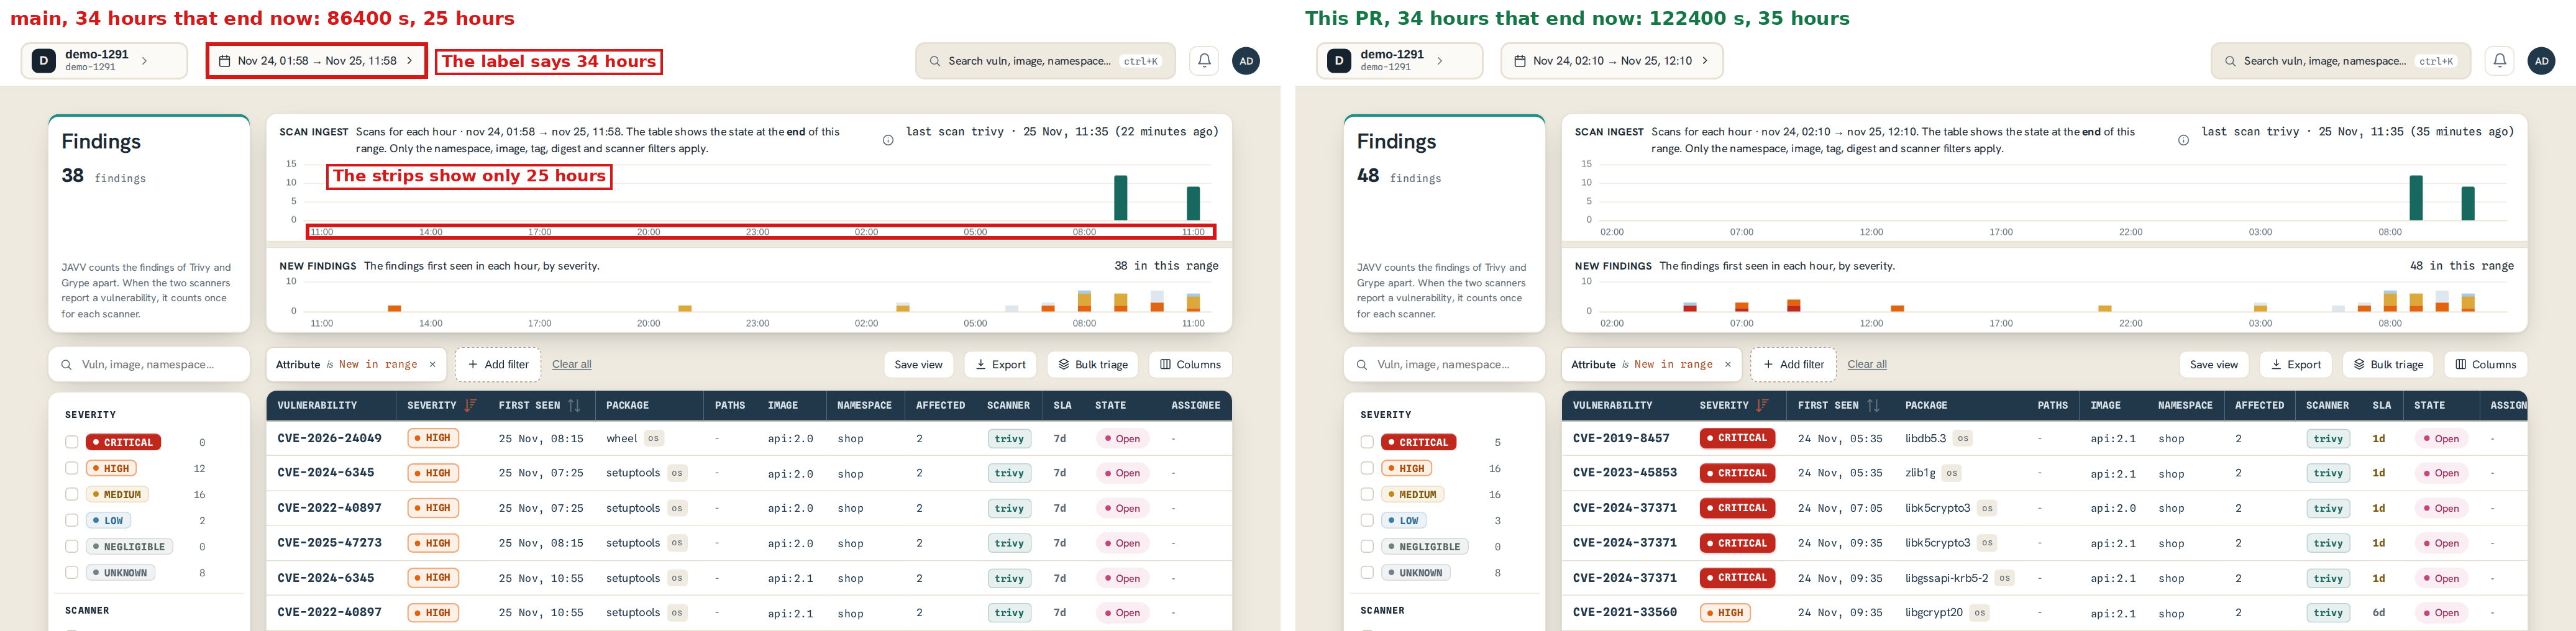 main, 34 hours that end now: 86400 s, 25 hours
D
demo-1291
demo-1291
Nov 24, 01:58 → Nov 25, 11:58
The label says 34 hours
Search vuln, image, namespace... ctrl+K
AD
Findings
38 findings
JAVV counts the findings of Trivy and
Grype apart. When the two scanners
report a vulnerability, it counts once
for each scanner.
SCAN INGEST Scans for each hour · nov 24, 01:58 → nov 25, 11:58. The table shows the state at the end of this
range. Only the namespace, image, tag, digest and scanner filters apply.
last scan trivy · 25 Nov, 11:35 (22 minutes ago)
The strips show only 25 hours
15
10
5
0
11:00 14:00 17:00 20:00 23:00 02:00 05:00 08:00 11:00
NEW FINDINGS The findings first seen in each hour, by severity.
38 in this range
10
0
11:00 14:00 17:00 20:00 23:00 02:00 05:00 08:00 11:00
Vuln, image, namespace...
Attribute is New in range × + Add filter Clear all
Save view Export Bulk triage Columns
SEVERITY
CRITICAL 0
HIGH 12
MEDIUM 16
LOW 2
NEGLIGIBLE 0
UNKNOWN 8
SCANNER
VULNERABILITY SEVERITY FIRST SEEN PACKAGE PATHS IMAGE NAMESPACE AFFECTED SCANNER SLA STATE ASSIGNEE
CVE-2026-24049 HIGH 25 Nov, 08:15 wheel os - api:2.0 shop 2 trivy 7d Open -
CVE-2024-6345 HIGH 25 Nov, 07:25 setuptools os - api:2.0 shop 2 trivy 7d Open -
CVE-2022-40897 HIGH 25 Nov, 07:25 setuptools os - api:2.0 shop 2 trivy 7d Open -
CVE-2025-47273 HIGH 25 Nov, 08:15 setuptools os - api:2.0 shop 2 trivy 7d Open -
CVE-2024-6345 HIGH 25 Nov, 10:55 setuptools os - api:2.1 shop 2 trivy 7d Open -
CVE-2022-40897 HIGH 25 Nov, 10:55 setuptools os - api:2.1 shop 2 trivy 7d Open -
This PR, 34 hours that end now: 122400 s, 35 hours
D
demo-1291
demo-1291
Nov 24, 02:10 → Nov 25, 12:10
Search vuln, image, namespace... ctrl+K
AD
Findings
48 findings
JAVV counts the findings of Trivy and
Grype apart. When the two scanners
report a vulnerability, it counts once
for each scanner.
SCAN INGEST Scans for each hour · nov 24, 02:10 → nov 25, 12:10. The table shows the state at the end of this
range. Only the namespace, image, tag, digest and scanner filters apply.
last scan trivy · 25 Nov, 11:35 (35 minutes ago)
15
10
5
0
02:00 07:00 12:00 17:00 22:00 03:00 08:00
NEW FINDINGS The findings first seen in each hour, by severity.
48 in this range
10
0
02:00 07:00 12:00 17:00 22:00 03:00 08:00
Vuln, image, namespace...
Attribute is New in range × + Add filter Clear all
Save view Export Bulk triage Columns
SEVERITY
CRITICAL 5
HIGH 16
MEDIUM 16
LOW 3
NEGLIGIBLE 0
UNKNOWN 8
SCANNER
VULNERABILITY SEVERITY FIRST SEEN PACKAGE PATHS IMAGE NAMESPACE AFFECTED SCANNER SLA STATE ASSIGN
CVE-2019-8457 CRITICAL 24 Nov, 05:35 libdb5.3 os - api:2.1 shop 2 trivy 1d Open -
CVE-2023-45853 CRITICAL 24 Nov, 05:35 zlib1g os - api:2.1 shop 2 trivy 1d Open -
CVE-2024-37371 CRITICAL 24 Nov, 07:05 libk5crypto3 os - api:2.0 shop 2 trivy 1d Open -
CVE-2024-37371 CRITICAL 24 Nov, 09:35 libk5crypto3 os - api:2.1 shop 2 trivy 1d Open -
CVE-2024-37371 CRITICAL 24 Nov, 09:35 libgssapi-krb5-2 os - api:2.1 shop 2 trivy 1d Open -
CVE-2021-33560 HIGH 24 Nov, 09:35 libgcrypt20 os - api:2.1 shop 2 trivy 6d Open -